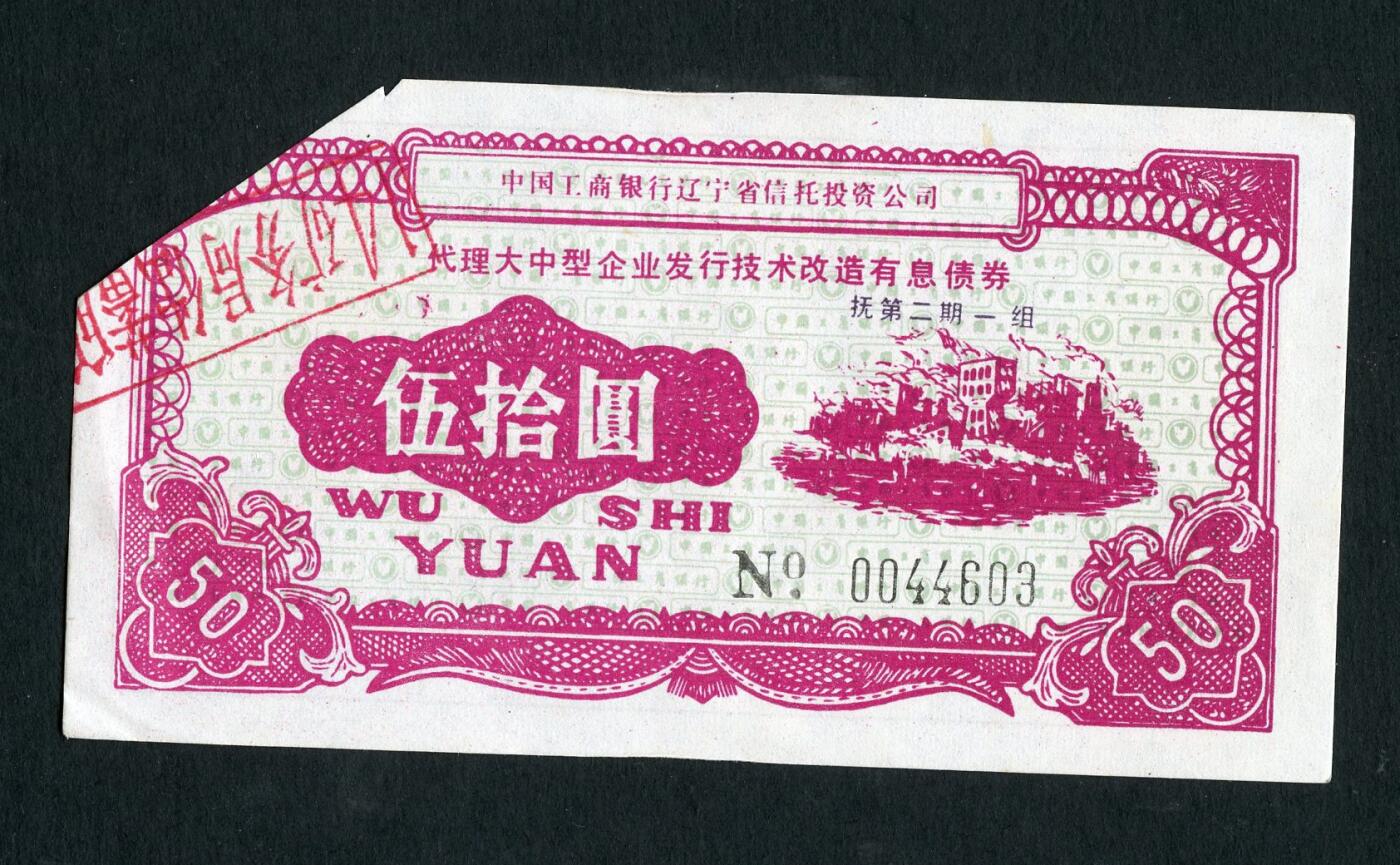 中国工商银行辽宁省信托投资公司
代理大中型企业发行技术改造有息债券
抚第二期一组
伍拾圆
WU SHI
YUAN
№ 0044603
50
50